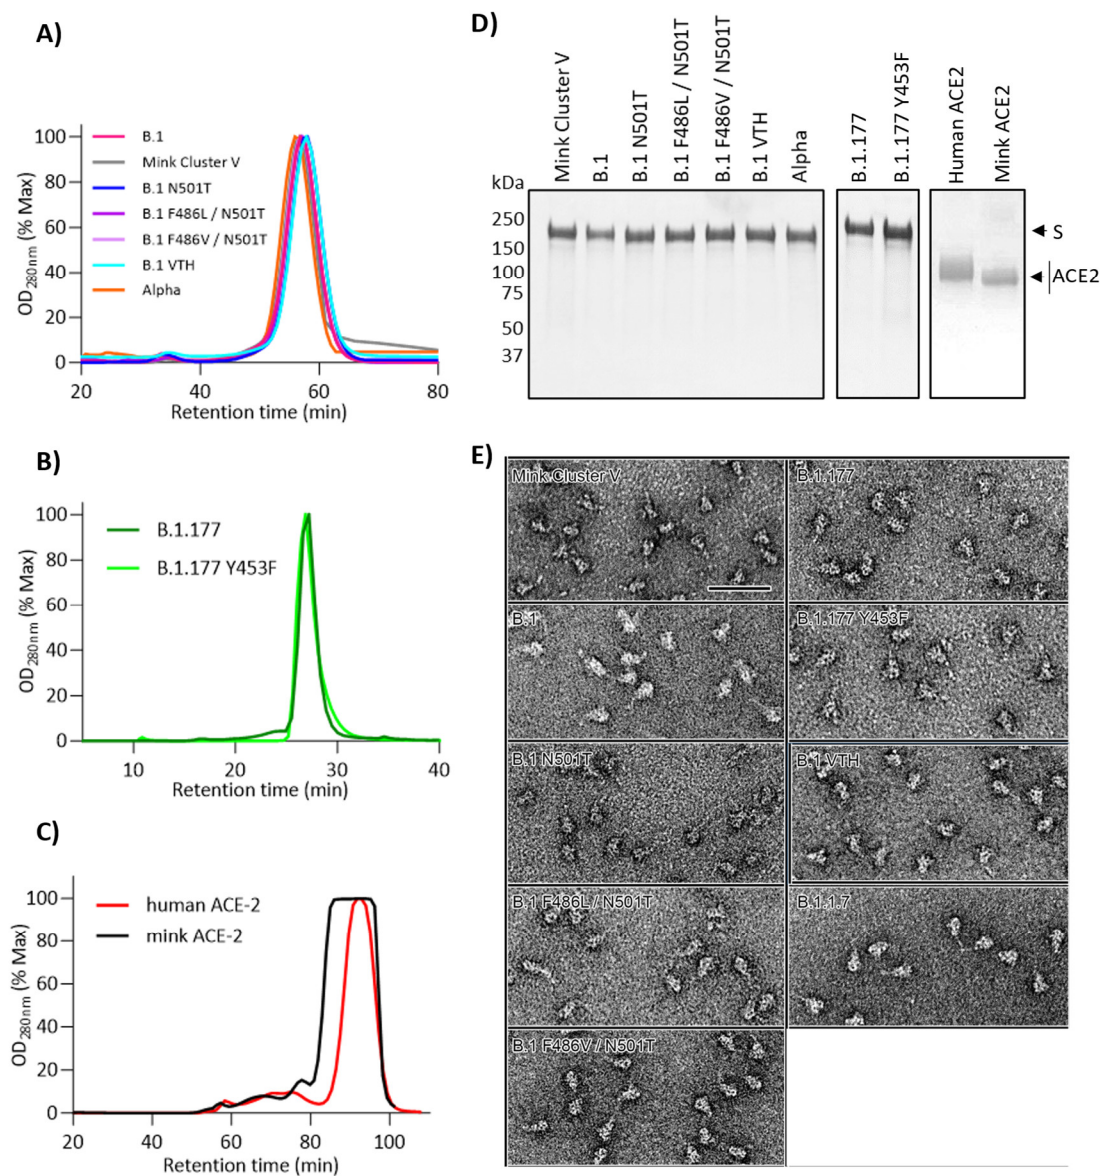 A)
100
80
60
40
20
0
OD280nm (% Max)
B.1
Mink Cluster V
B.1 N501T
B.1 F486L / N501T
B.1 F486V / N501T
B.1 VTH
Alpha
20 40 60 80
Retention time (min)
B)
100
80
60
40
20
0
OD280nm (% Max)
B.1.177
B.1.177 Y453F
10 20 30 40
Retention time (min)
C)
100
80
60
40
20
0
OD280nm (% Max)
human ACE-2
mink ACE-2
20 40 60 80 100
Retention time (min)
D)
Mink Cluster V
B.1
B.1 N501T
B.1 F486L / N501T
B.1 F486V / N501T
B.1 VTH
Alpha
B.1.177
B.1.177 Y453F
Human ACE2
Mink ACE2
kDa
250
150
100
75
50
37
S
ACE2
E)
Mink Cluster V
B.1.177
B.1
B.1.177 Y453F
B.1 N501T
B.1 VTH
B.1 F486L / N501T
B.1.1.7
B.1 F486V / N501T